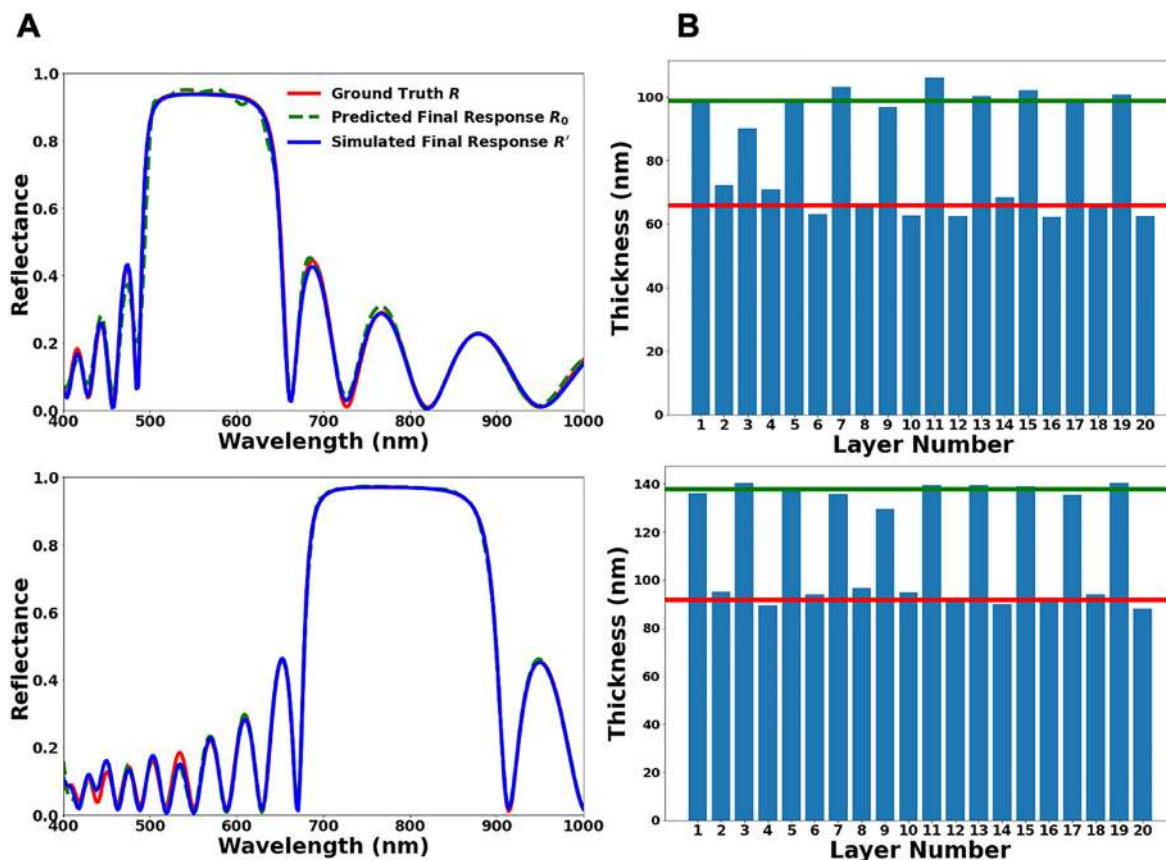 A
B
1.0
0.8
0.6
0.4
0.2
0.0
Reflectance
Ground Truth R
Predicted Final Response R₀
Simulated Final Response R'
400 500 600 700 800 900 1000
Wavelength (nm)
100
80
60
40
20
0
Thickness (nm)
1 2 3 4 5 6 7 8 9 10 11 12 13 14 15 16 17 18 19 20
Layer Number
1.0
0.8
0.6
0.4
0.2
0.0
Reflectance
400 500 600 700 800 900 1000
Wavelength (nm)
140
120
100
80
60
40
20
0
Thickness (nm)
1 2 3 4 5 6 7 8 9 10 11 12 13 14 15 16 17 18 19 20
Layer Number